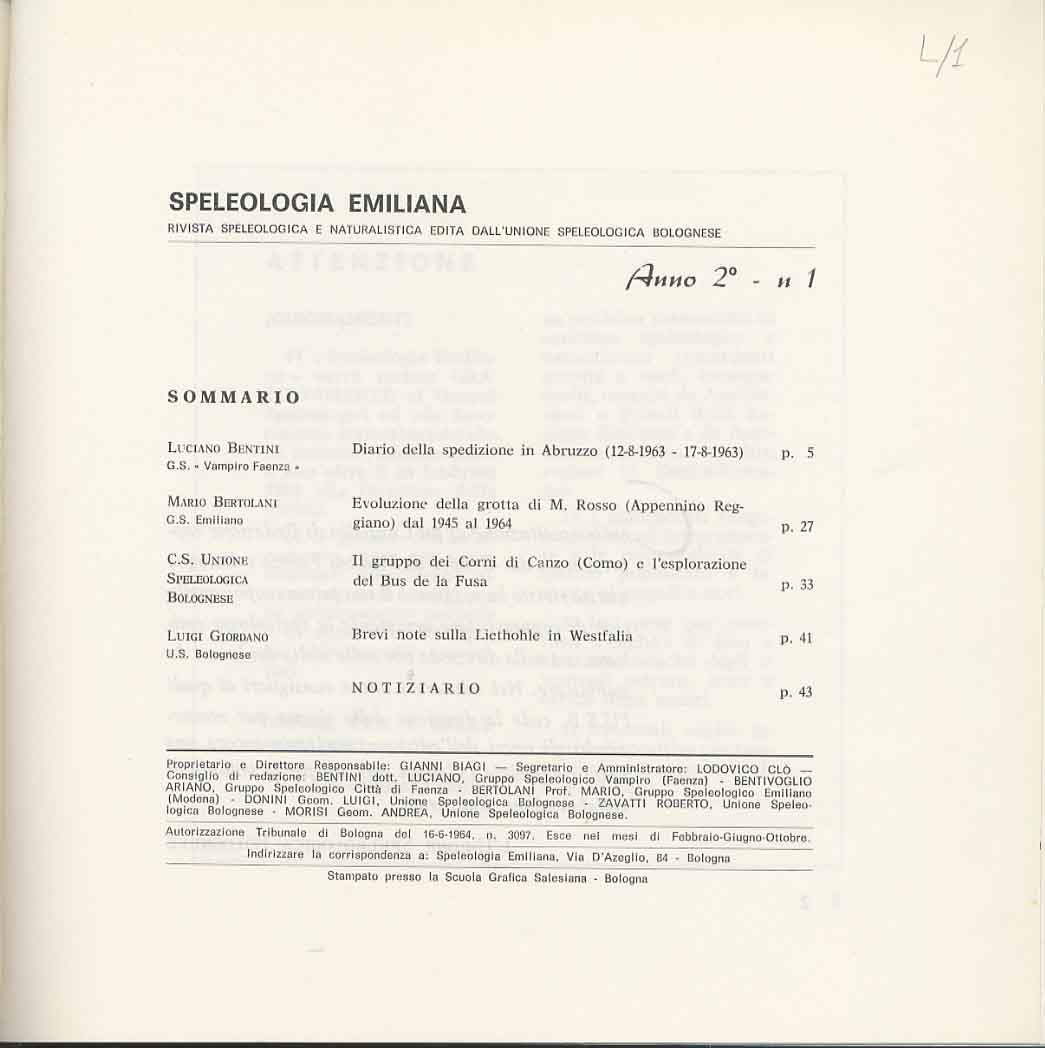 L/1
SPELEOLOGIA EMILIANA
RIVISTA SPELEOLOGICA E NATURALISTICA EDITA DALL'UNIONE SPELEOLOGICA BOLOGNESE
Anno 2° - n 1
SOMMARIO
LUCIANO BENTINI Diario della spedizione in Abruzzo (12-8-1963 - 17-8-1963) p. 5
G.S. « Vampiro Faenza »
MARIO BERTOLANI Evoluzione della grotta di M. Rosso (Appennino Reg-
G.S. Emiliano giano) dal 1945 al 1964 p. 27
C.S. UNIONE Il gruppo dei Corni di Canzo (Como) e l'esplorazione
SPELEOLOGICA del Bus de la Fusa p. 33
BOLOGNESE
LUIGI GIORDANO Brevi note sulla Liethohle in Westfalia p. 41
U.S. Bolognese
NOTIZIARIO p. 43
Proprietario e Direttore Responsabile: GIANNI BIAGI — Segretario e Amministratore: LODOVICO CLÒ —
Consiglio di redazione: BENTINI dott. LUCIANO, Gruppo Speleologico Vampiro (Faenza) - BENTIVOGLIO
ARIANO, Gruppo Speleologico Città di Faenza - BERTOLANI Prof. MARIO, Gruppo Speleologico Emiliano
(Modena) - DONINI Geom. LUIGI, Unione Speleologica Bolognese - ZAVATTI ROBERTO, Unione Speleo-
logica Bolognese - MORISI Geom. ANDREA, Unione Speleologica Bolognese.
Autorizzazione Tribunale di Bologna del 16-6-1964, n. 3097. Esce nei mesi di Febbraio-Giugno-Ottobre.
Indirizzare la corrispondenza a: Speleologia Emiliana, Via D'Azeglio, 84 - Bologna
Stampato presso la Scuola Grafica Salesiana - Bologna